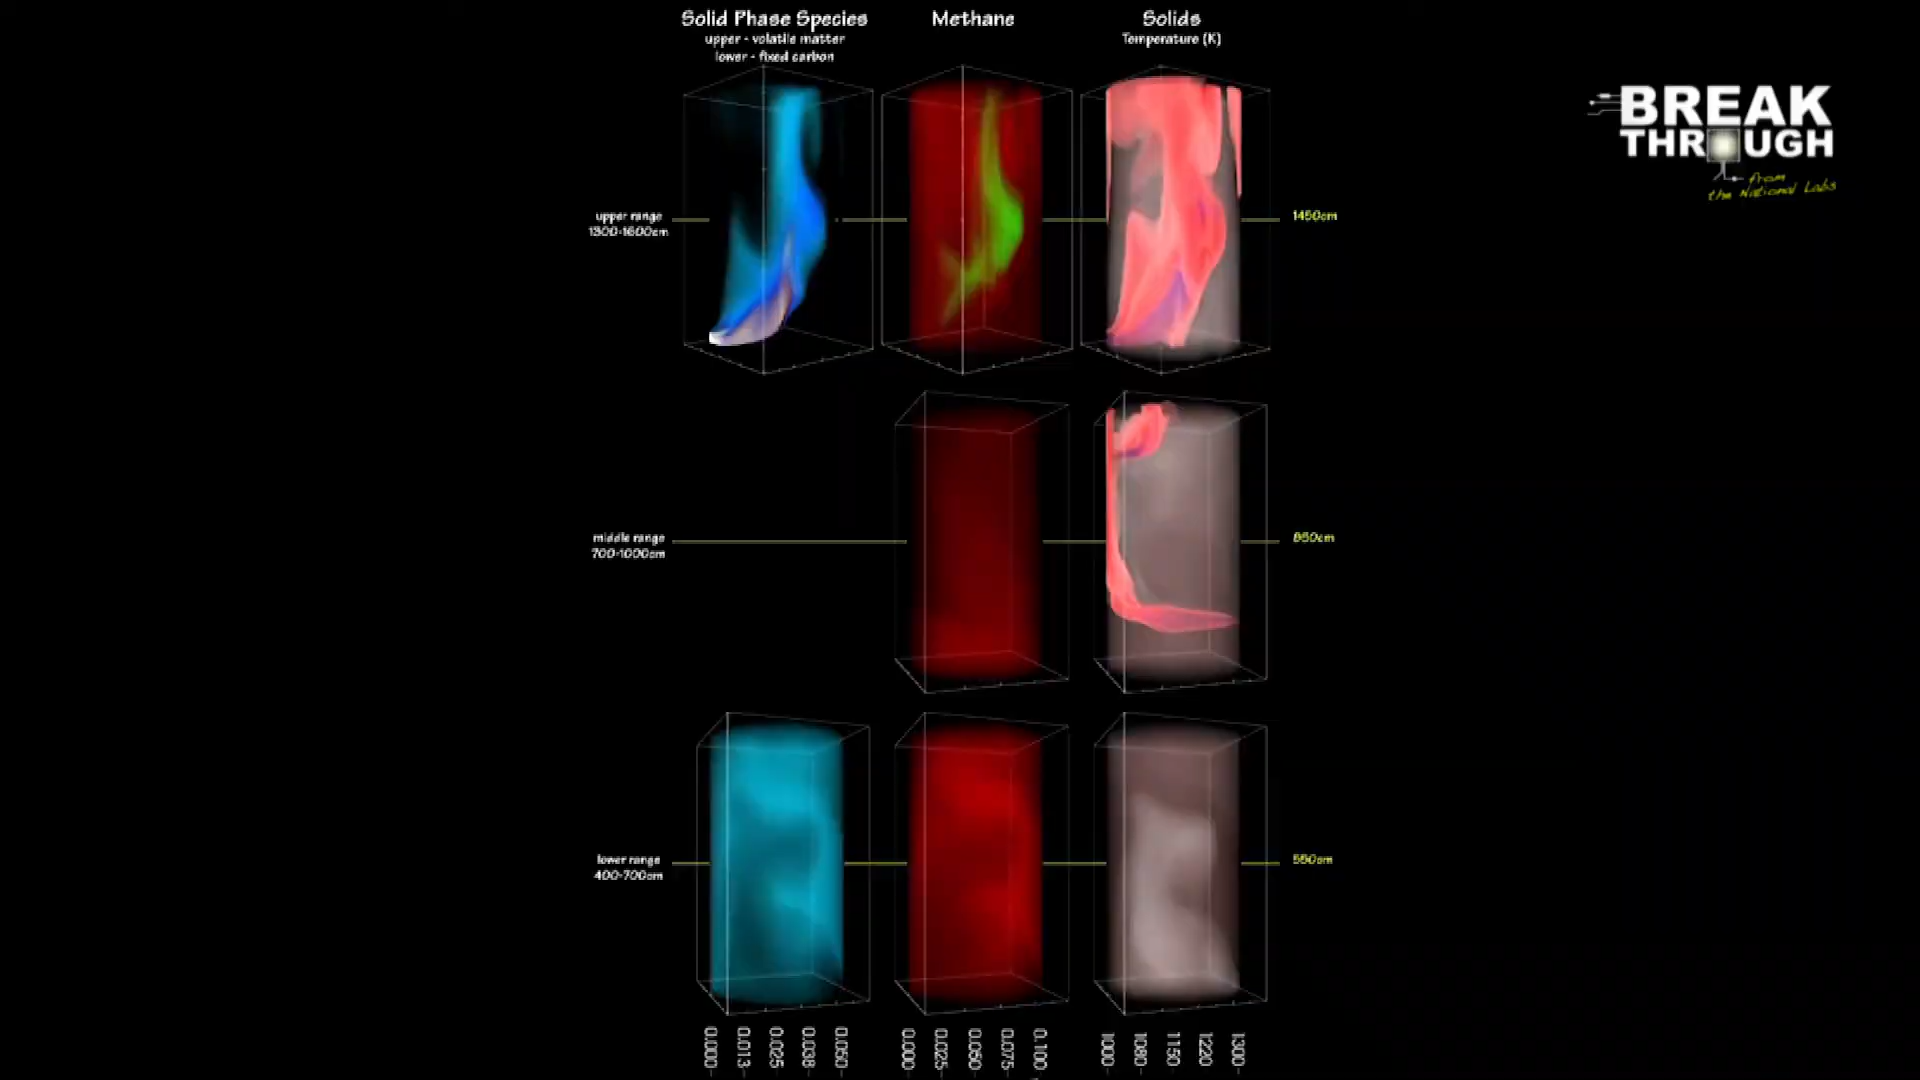 Solid Phase Species
upper - volatile matter
lower - fixed carbon
Methane
Solids
Temperature (K)
BREAK
THROUGH
from
the National Labs
upper range
1300-1600cm
1450cm
middle range
700-1000cm
850cm
lower range
400-700cm
550cm
0.000
0.013
0.025
0.038
0.050
0.000
0.025
0.050
0.075
0.100
1000
1080
1150
1220
1300